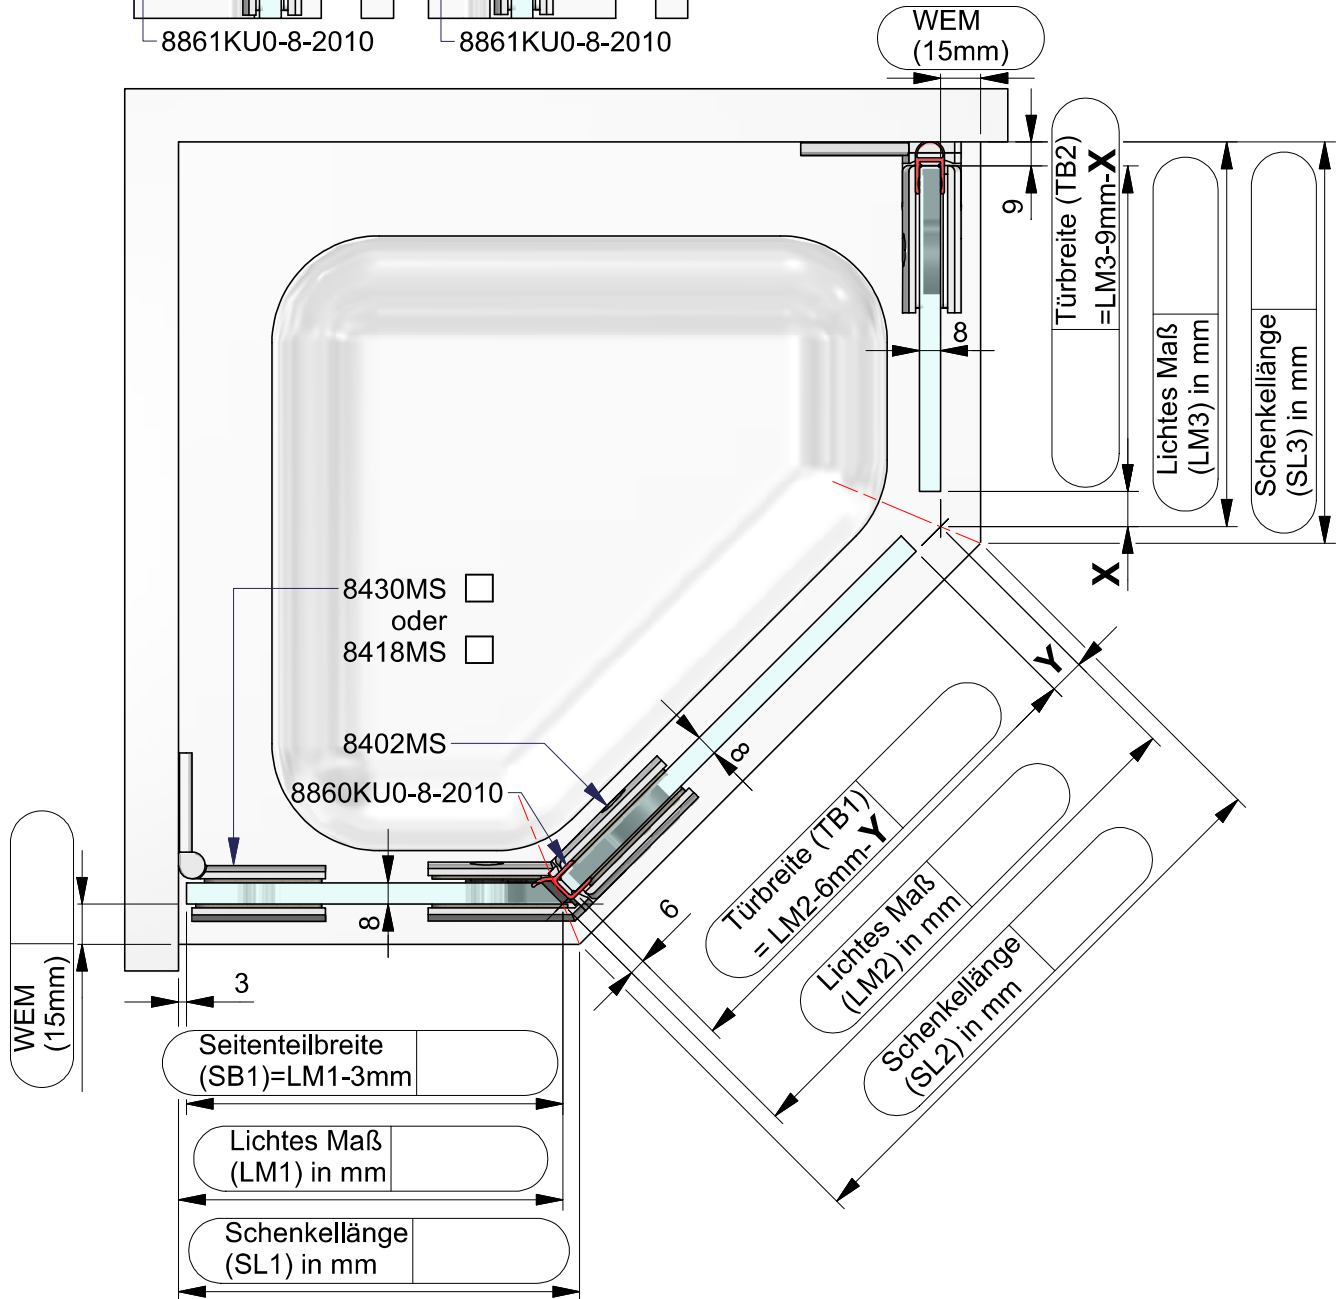 8861KU0-8-2010
8861KU0-8-2010
WEM
(15mm)
Türbreite (TB2)
=LM3-9mm-X
Lichtes Maß
(LM3) in mm
Schenkellänge
(SL3) in mm
9
8
X
8430MS
oder
8418MS
8402MS
8860KU0-8-2010
8
Y
Türbreite (TB1)
= LM2-6mm-Y
Lichtes Maß
(LM2) in mm
Schenkellänge
(SL2) in mm
6
8
3
WEM
(15mm)
Seitenteilbreite
(SB1)=LM1-3mm
Lichtes Maß
(LM1) in mm
Schenkellänge
(SL1) in mm